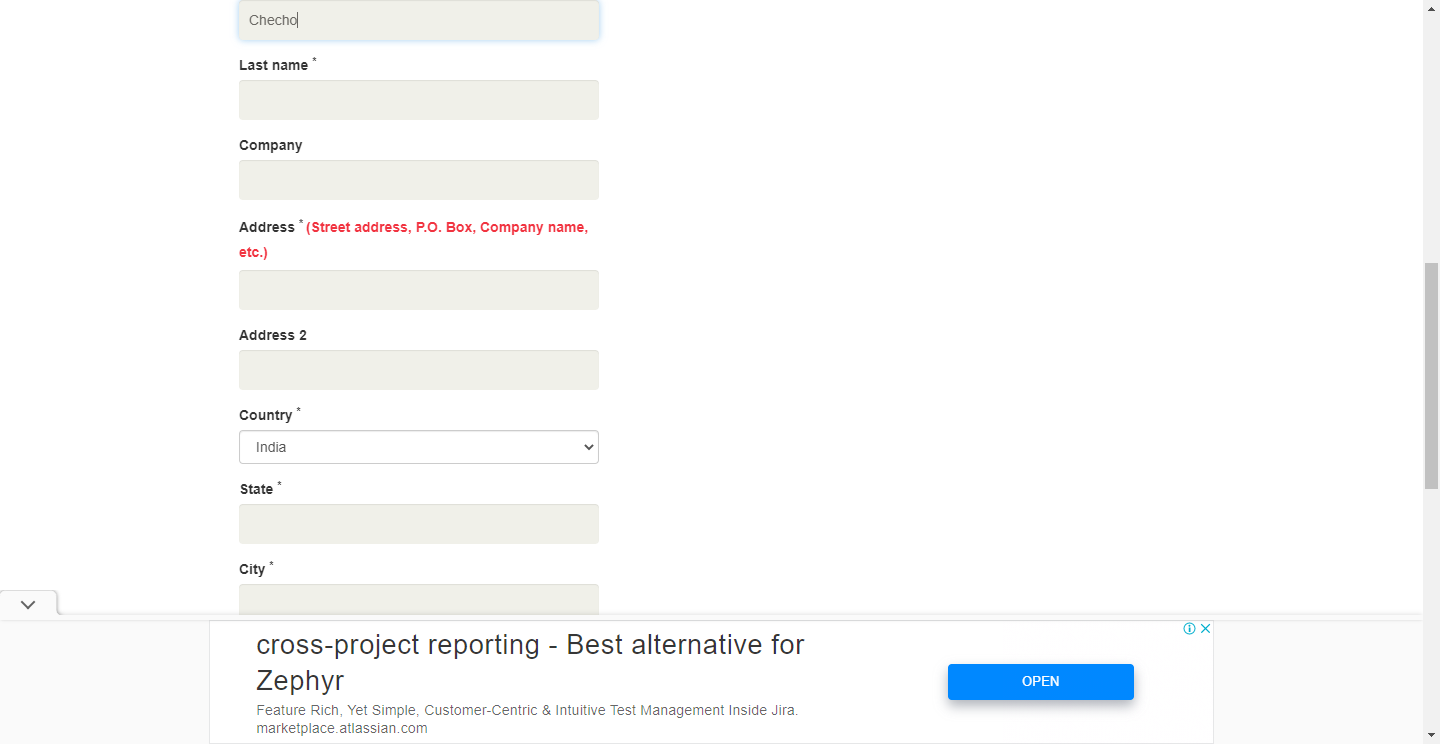 Checho
Last name *
Company
Address * (Street address, P.O. Box, Company name,
etc.)
Address 2
Country *
India
State *
City *
cross-project reporting - Best alternative for
Zephyr
Feature Rich, Yet Simple, Customer-Centric & Intuitive Test Management Inside Jira.
marketplace.atlassian.com
OPEN